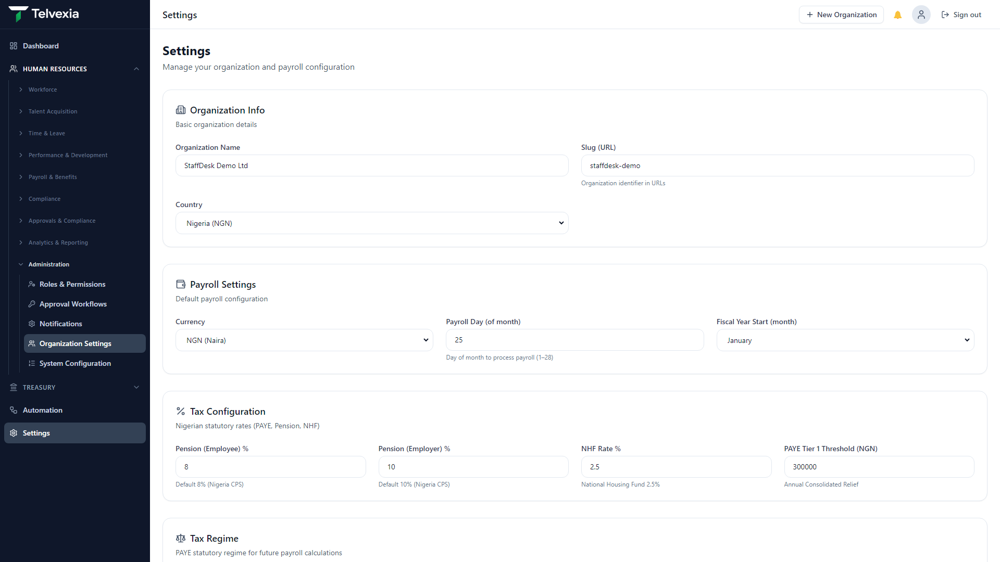 Telvexia
Settings
New Organization
Sign out
Dashboard
HUMAN RESOURCES
Workforce
Talent Acquisition
Time & Leave
Performance & Development
Payroll & Benefits
Compliance
Approvals & Compliance
Analytics & Reporting
Administration
Roles & Permissions
Approval Workflows
Notifications
Organization Settings
System Configuration
TREASURY
Automation
Settings
Settings
Manage your organization and payroll configuration
Organization Info
Basic organization details
Organization Name
StaffDesk Demo Ltd
Slug (URL)
staffdesk-demo
Organization identifier in URLs
Country
Nigeria (NGN)
Payroll Settings
Default payroll configuration
Currency
NGN (Naira)
Payroll Day (of month)
25
Day of month to process payroll (1–28)
Fiscal Year Start (month)
January
Tax Configuration
Nigerian statutory rates (PAYE, Pension, NHF)
Pension (Employee) %
8
Default 8% (Nigeria CPS)
Pension (Employer) %
10
Default 10% (Nigeria CPS)
NHF Rate %
2.5
National Housing Fund 2.5%
PAYE Tier 1 Threshold (NGN)
300000
Annual Consolidated Relief
Tax Regime
PAYE statutory regime for future payroll calculations